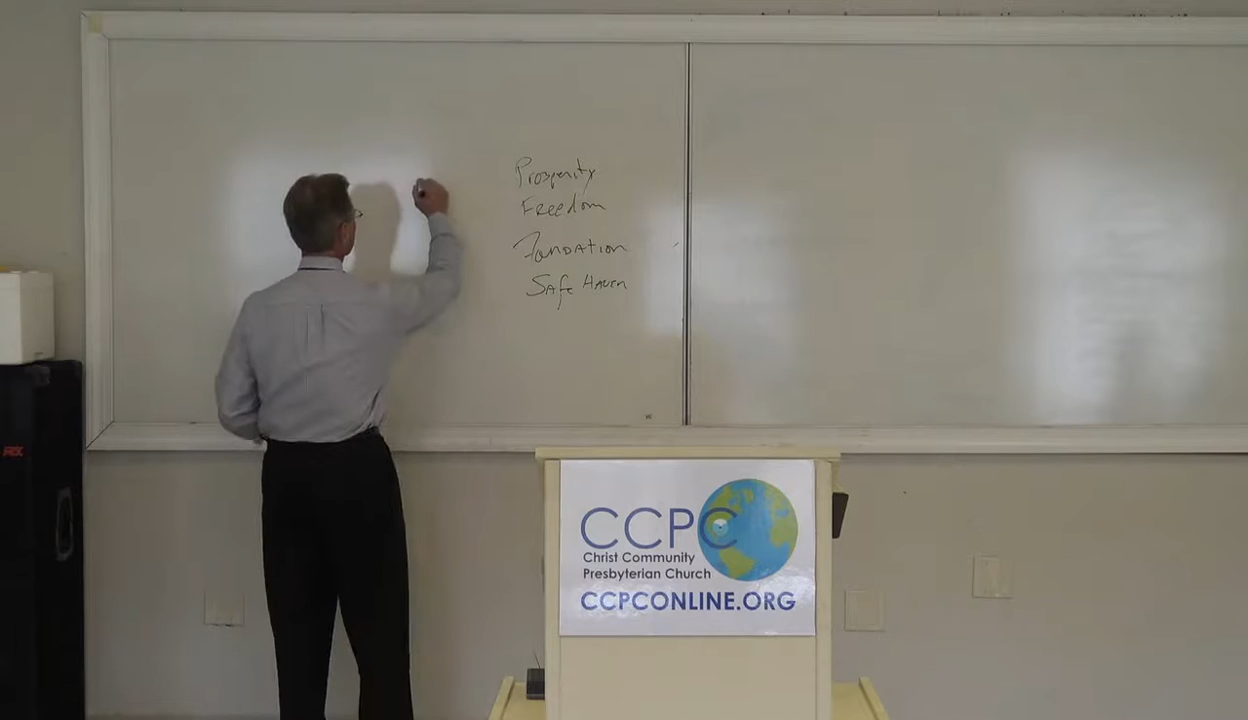 Prosperity
Freedom
Foundation
Safe Haven
CCPC
Christ Community
Presbyterian Church
CCPCONLINE.ORG